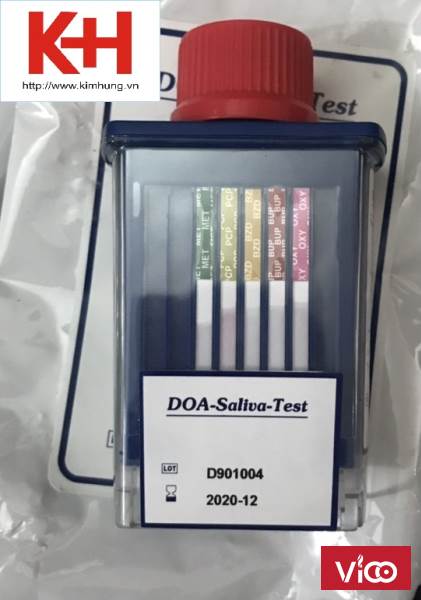 KH
http://www.kimhung.vn
DOA-Saliva-Test
MET
PCP
BZD
BUP
OXY
DOA-Saliva-Test
LOT
D901004
2020-12
ViCO